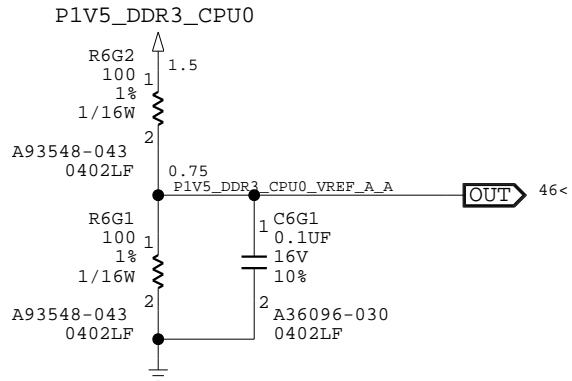 P1V5_DDR3_CPU0
R6G2
1.5
100
1
1%
1/16W
2
A93548-043
0402LF
0.75
P1V5_DDR3_CPU0_VREF_A_A
OUT
46<
R6G1
100
1
1%
1/16W
2
A93548-043
0402LF
1
C6G1
0.1UF
16V
10%
2
A36096-030
0402LF